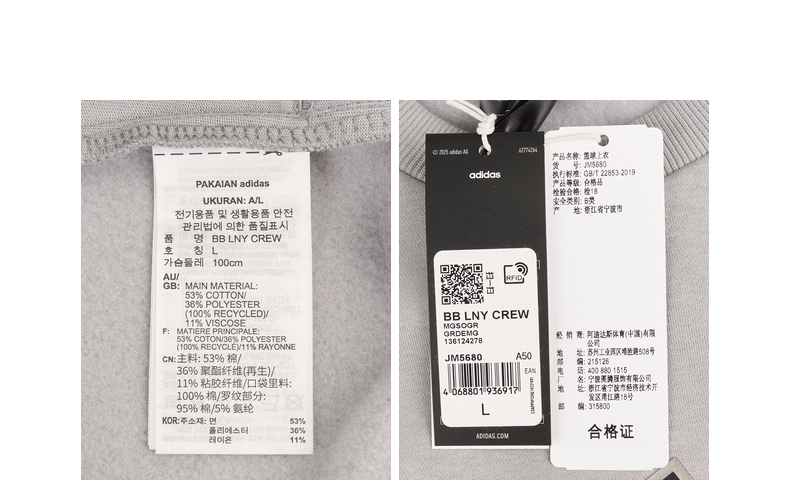 PAKAIAN adidas
UKURAN: A/L
전기용품 및 생활용품 안전
관리법에 의한 품질표시
품 명 BB LNY CREW
호 칭 L
가슴둘레 100cm
AU/
GB: MAIN MATERIAL:
53% COTTON/
36% POLYESTER
(100% RECYCLED)/
11% VISCOSE
F: MATIERE PRINCIPALE:
53% COTON/36% POLYESTER
(100% RECYCLE)/11% RAYONNE
CN:主料: 53% 棉/
36% 聚酯纤维(再生)/
11% 粘胶纤维/口袋里料:
100% 棉/罗纹部分:
95% 棉/5% 氨纶
KOR:주소재: 면 53%
폴리에스터 36%
레이온 11%
© 2025 adidas AG 62774264
adidas
RFID
BB LNY CREW
MGSOGR
GRDEMG
136124278
JM5680 A50
EAN
4 068801 936917
L
ADIDAS.COM
产品名称: 篮球上衣
货 号: JM5680
执行标准: GB/T 22853-2019
产品等级: 合格品
检验合格: 检18
安全类别: B类
产 地: 浙江省宁波市
经 销 商: 阿迪达斯体育(中国)有限
公司
地 址: 苏州工业园区唯胜路508号
邮 编: 215126
电 话: 400 880 1515
厂 名: 宁波熹腾服饰有限公司
地 址: 浙江省宁波市经济技术开
发区甬江路18号
邮 编: 315800
合格证